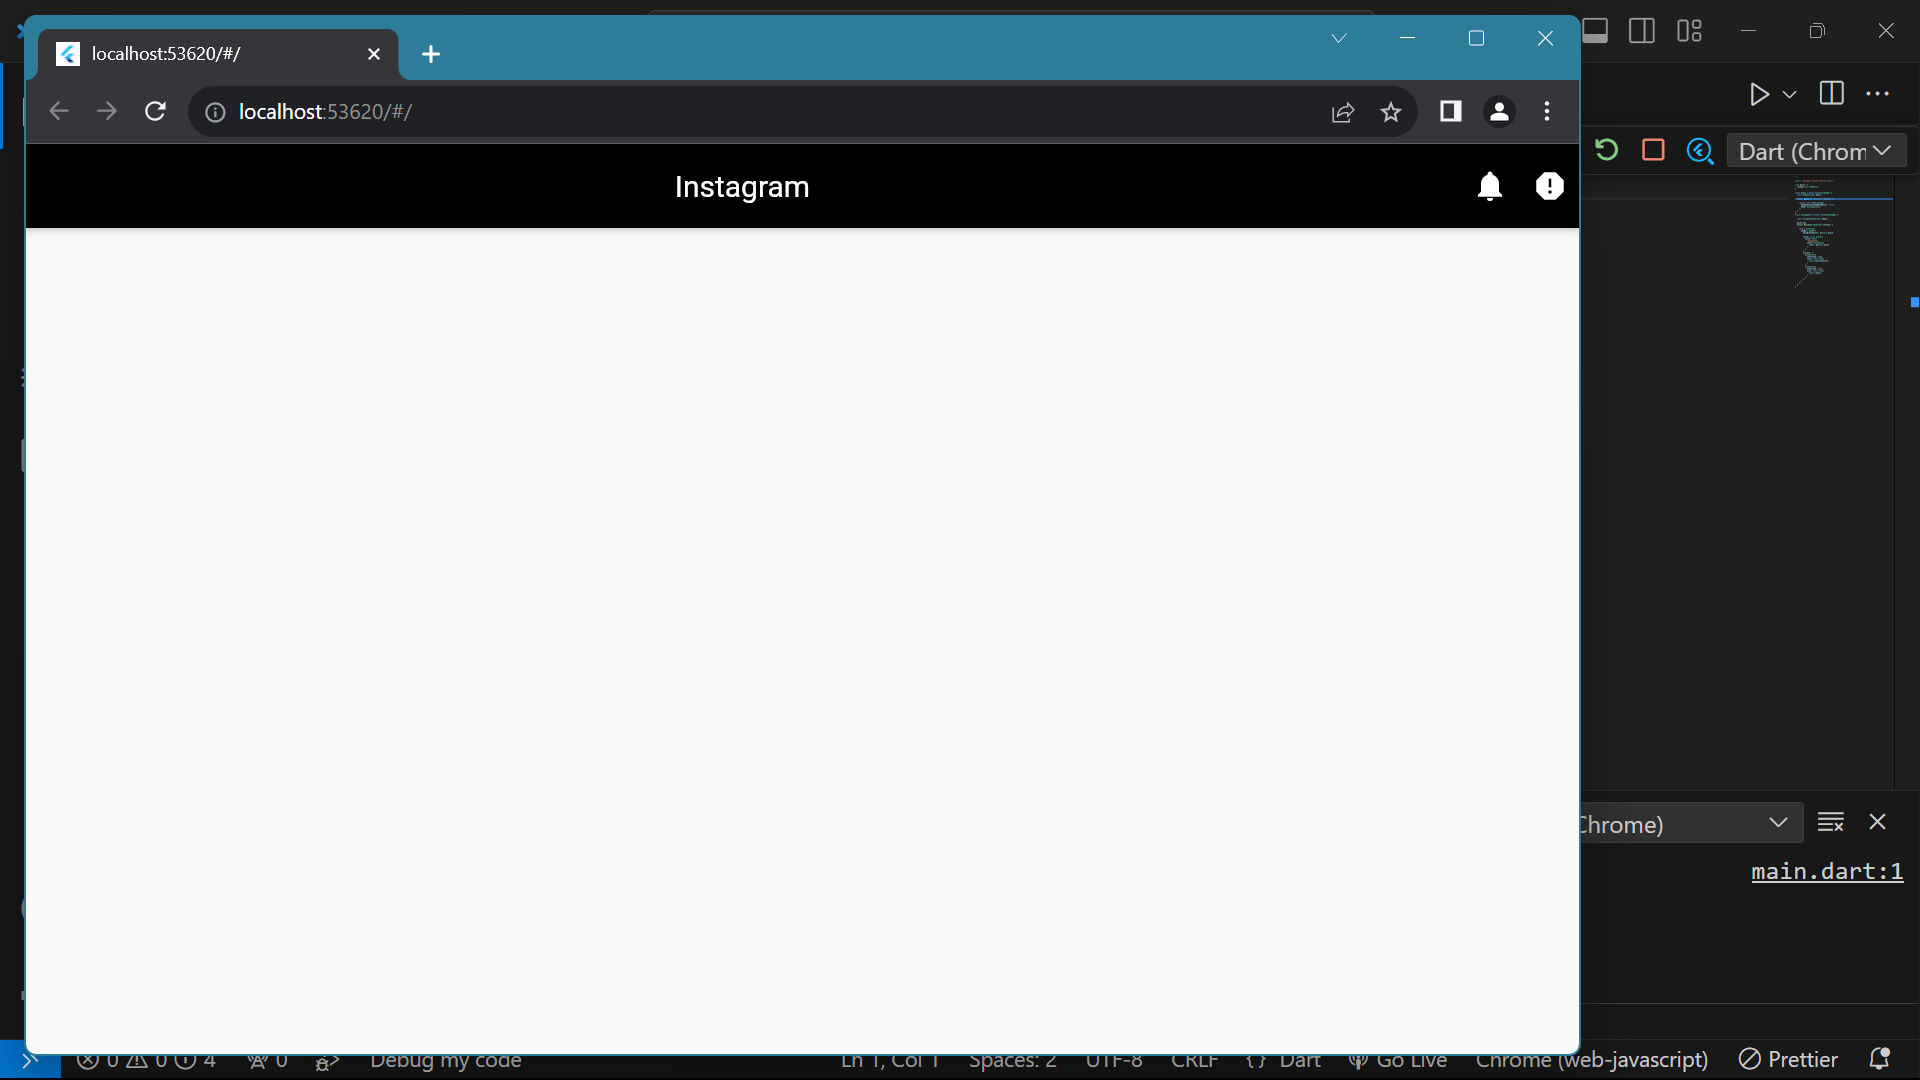 localhost:53620/#/
localhost:53620/#/
Dart (Chrom
Instagram
Chrome)
main.dart:1
0 0 4 0 Debug my code Ln 1, Col 1 Spaces: 2 UTF-8 CRLF {} Dart Go Live Chrome (web-javascript) Prettier